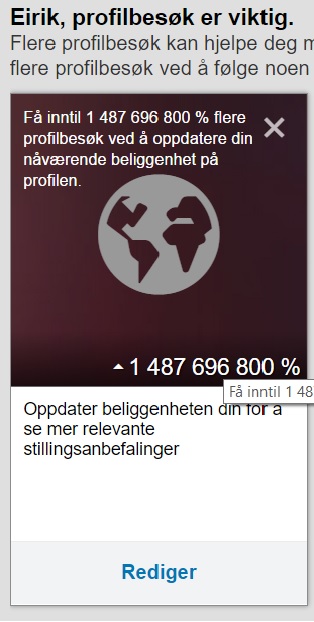 Eirik, profilbesøk er viktig.
Flere profilbesøk kan hjelpe deg
flere profilbesøk ved å følge noen
Få inntil 1 487 696 800 % flere
profilbesøk ved å oppdatere din
nåværende beliggenhet på
profilen.
1 487 696 800 %
Få inntil 1 48
Oppdater beliggenheten din for å
se mer relevante
stillingsanbefalinger
Rediger